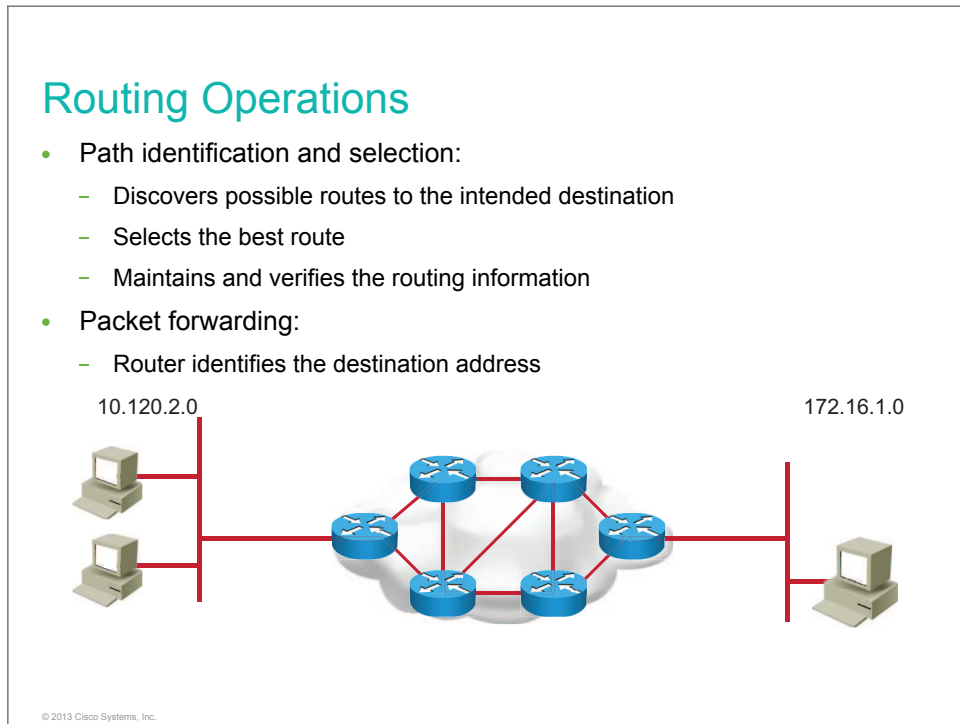 Routing Operations
• Path identification and selection:
– Discovers possible routes to the intended destination
– Selects the best route
– Maintains and verifies the routing information
• Packet forwarding:
– Router identifies the destination address
10.120.2.0
172.16.1.0
© 2013 Cisco Systems, Inc.